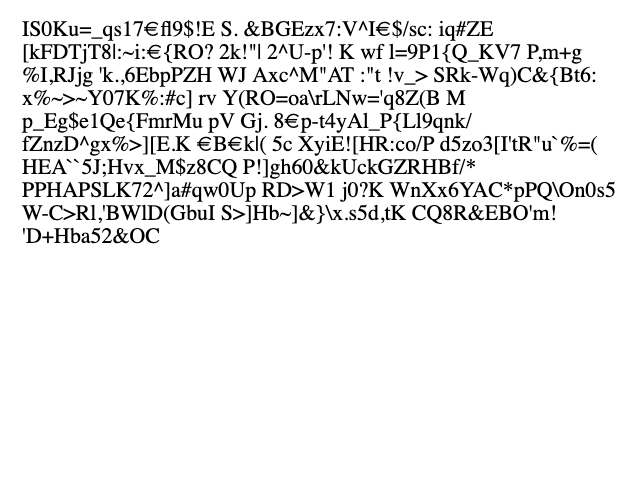 IS0Ku=_qs17€fl9$!E S. &BGEzx7:V^I€$/sc: iq#ZE
[kFDTjT8|:~i:€{RO? 2k!"| 2^U-p'! K wf l=9P1{Q_KV7 P,m+g
%I,RJjg 'k.,6EbpPZH WJ Axc^M"AT :"t !v_> SRk-Wq)C&{Bt6:
x%~>~Y07K%:#c] rv Y(RO=oa\rLNw='q8Z(B M
p_Eg$e1Qe{FmrMu pV Gj. 8€p-t4yAl_P{Ll9qnk/
fZnzD^gx%>][E.K €B€k|( 5c XyiE![HR:co/P d5zo3[I'tR"u`%=(
HEA``5J;Hvx_M$z8CQ P!]gh60&kUckGZRHBf/*
PPHAPSLK72^]a#qw0Up RD>W1 j0?K WnXx6YAC*pPQ\On0s5
W-C>Rl,'BWlD(GbuI S>]Hb~]&}\x.s5d,tK CQ8R&EBO'm!
'D+Hba52&OC